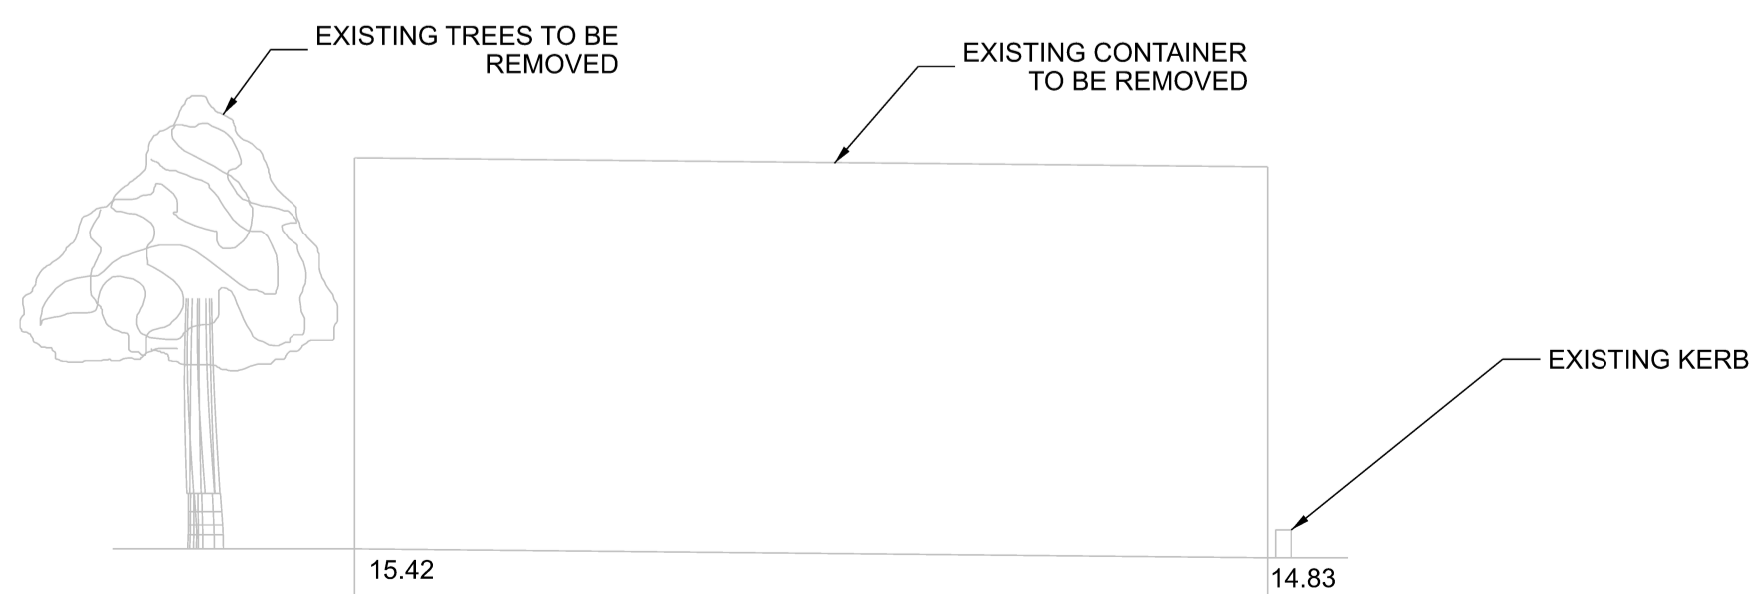 EXISTING TREES TO BE
REMOVED
EXISTING CONTAINER
TO BE REMOVED
EXISTING KERB
15.42
14.83